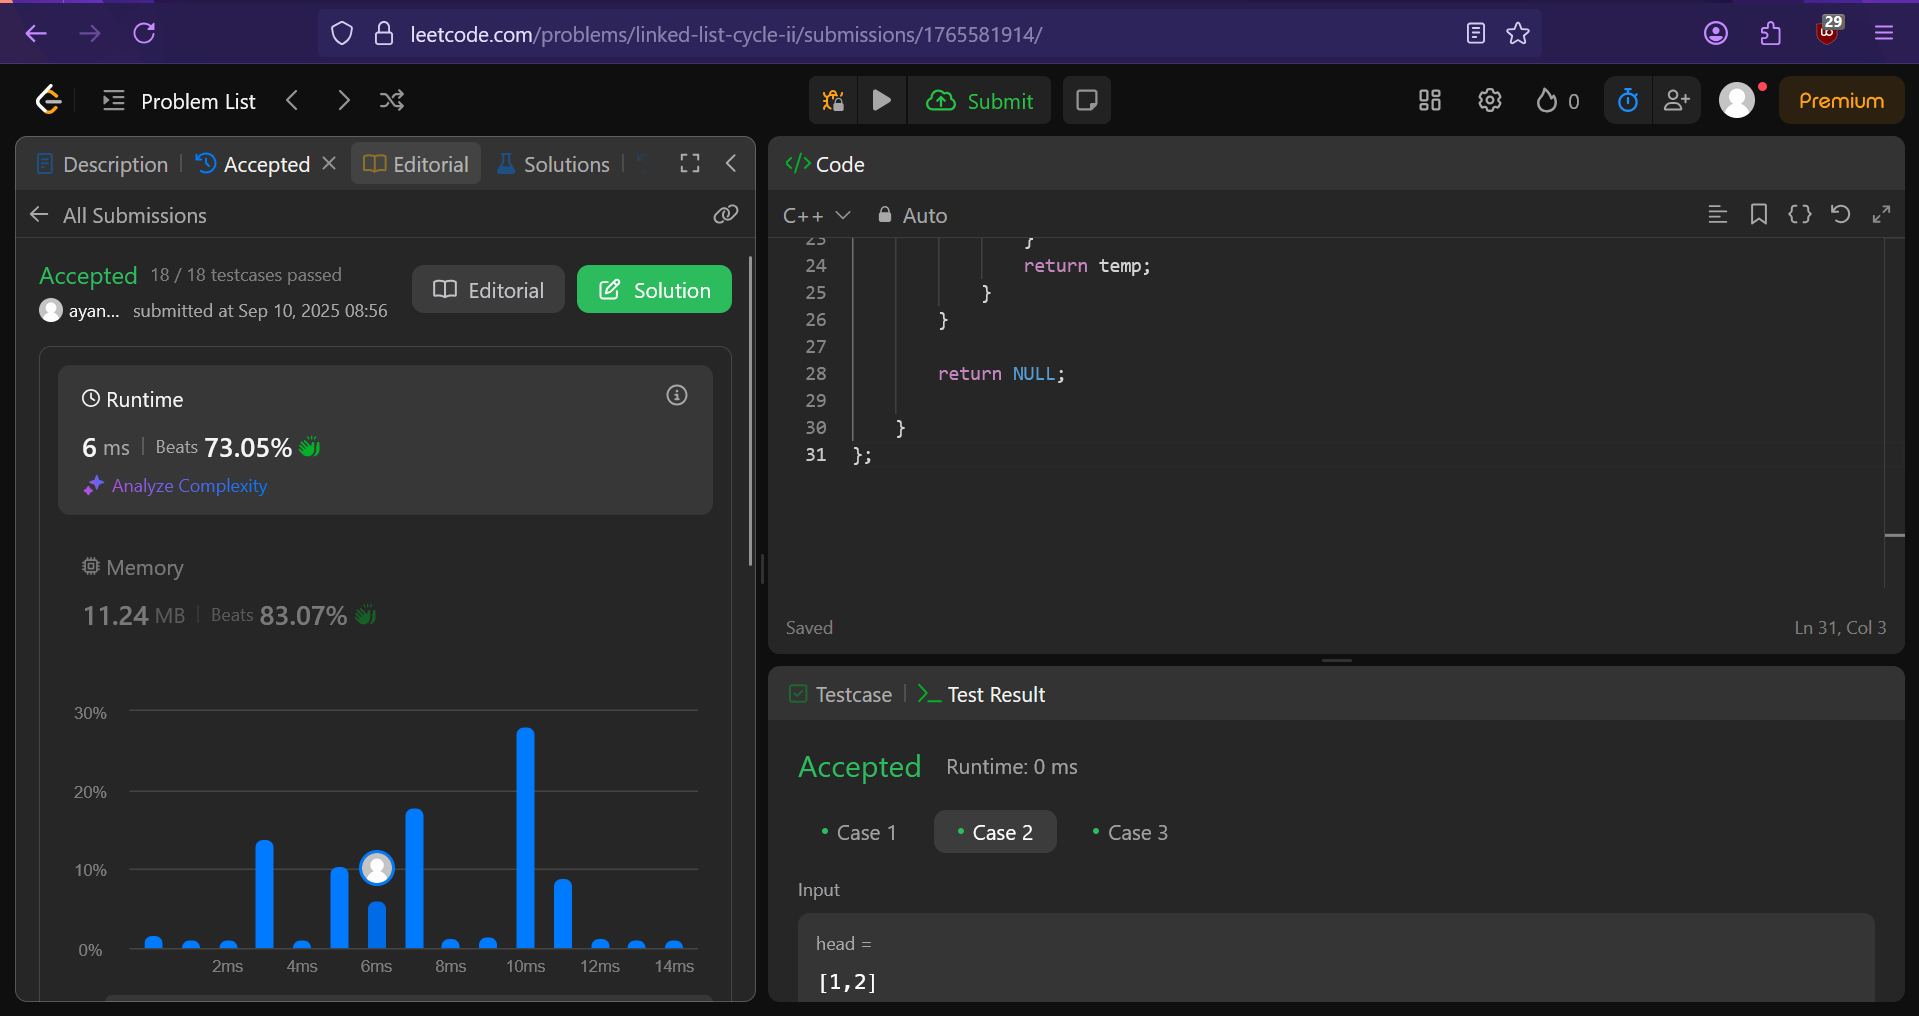 leetcode.com/problems/linked-list-cycle-ii/submissions/1765581914/
29
Problem List
Submit
0
Premium
Description
Accepted
Editorial
Solutions
All Submissions
Accepted 18 / 18 testcases passed
ayan... submitted at Sep 10, 2025 08:56
Editorial
Solution
Runtime
6 ms Beats 73.05%
Analyze Complexity
Memory
11.24 MB Beats 83.07%
30%
20%
10%
0%
2ms 4ms 6ms 8ms 10ms 12ms 14ms
</> Code
C++ Auto
23 }
24 return temp;
25 }
26 }
27
28 return NULL;
29
30 }
31 };
Saved
Ln 31, Col 3
Testcase
>_ Test Result
Accepted Runtime: 0 ms
• Case 1 • Case 2 • Case 3
Input
head =
[1,2]